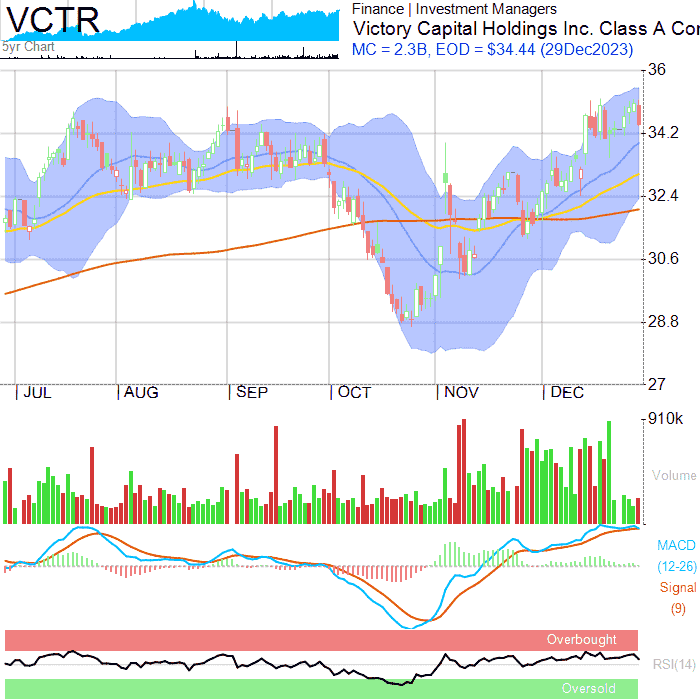 VCTR
5yr Chart
Finance | Investment Managers
Victory Capital Holdings Inc. Class A Cor
MC = 2.3B, EOD = $34.44 (29Dec2023)
36
34.2
32.4
30.6
28.8
27
| JUL | AUG | SEP | OCT | NOV | DEC
910k
Volume
MACD
(12-26)
Signal
(9)
Overbought
RSI(14)
Oversold